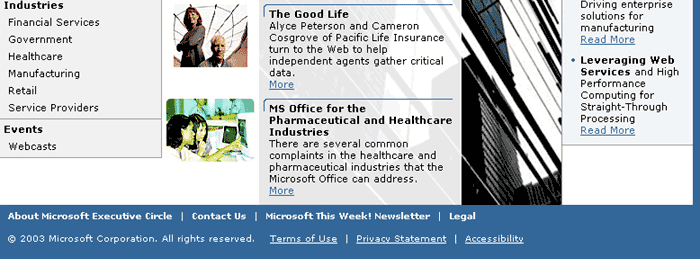 Industries
Financial Services
Government
Healthcare
Manufacturing
Retail
Service Providers
Events
Webcasts
The Good Life
Alyce Peterson and Cameron
Cosgrove of Pacific Life Insurance
turn to the Web to help
independent agents gather critical
data.
More
MS Office for the
Pharmaceutical and Healthcare
Industries
There are several common
complaints in the healthcare and
pharmaceutical industries that the
Microsoft Office can address.
More
Driving enterprise
solutions for
manufacturing
Read More
Leveraging Web
Services and High
Performance
Computing for
Straight-Through
Processing
Read More
About Microsoft Executive Circle | Contact Us | Microsoft This Week! Newsletter | Legal
© 2003 Microsoft Corporation. All rights reserved. Terms of Use | Privacy Statement | Accessibility